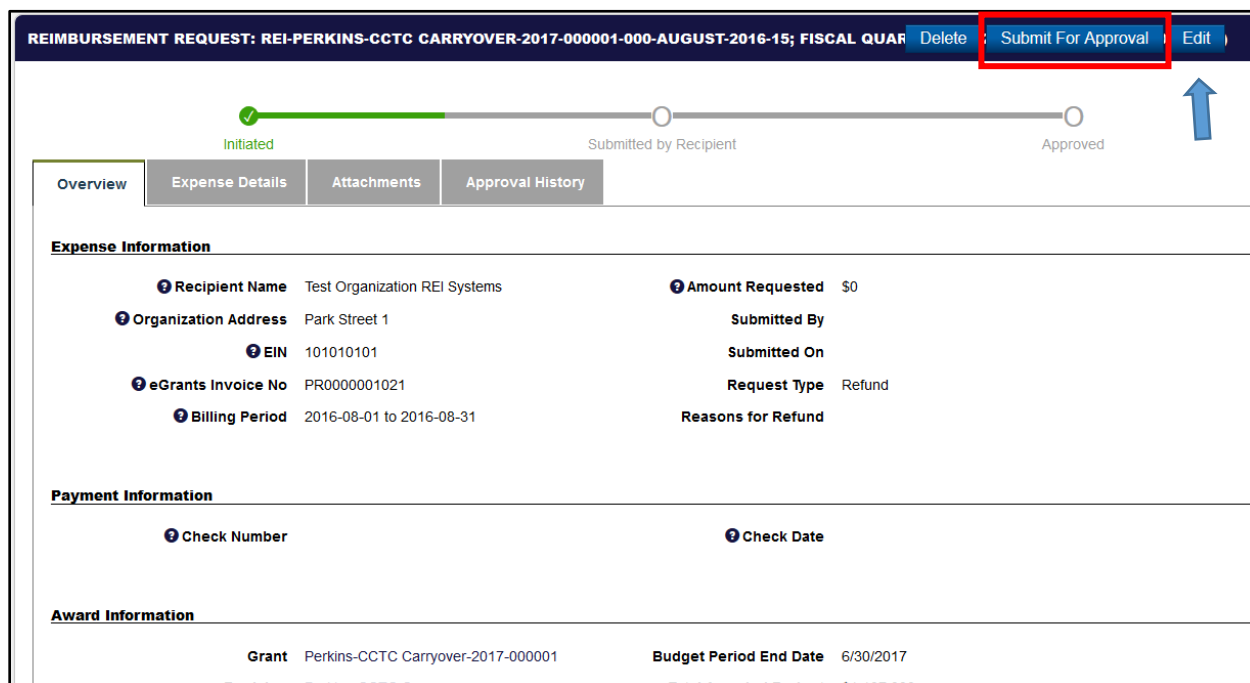 REIMBURSEMENT REQUEST: REI-PERKINS-CCTC CARRYOVER-2017-000001-000-AUGUST-2016-15; FISCAL QUAR Delete Submit For Approval Edit )
Initiated Submitted by Recipient Approved
Overview Expense Details Attachments Approval History
Expense Information
Recipient Name Test Organization REI Systems Amount Requested $0
Organization Address Park Street 1 Submitted By
EIN 101010101 Submitted On
eGrants Invoice No PR0000001021 Request Type Refund
Billing Period 2016-08-01 to 2016-08-31 Reasons for Refund
Payment Information
Check Number Check Date
Award Information
Grant Perkins-CCTC Carryover-2017-000001 Budget Period End Date 6/30/2017